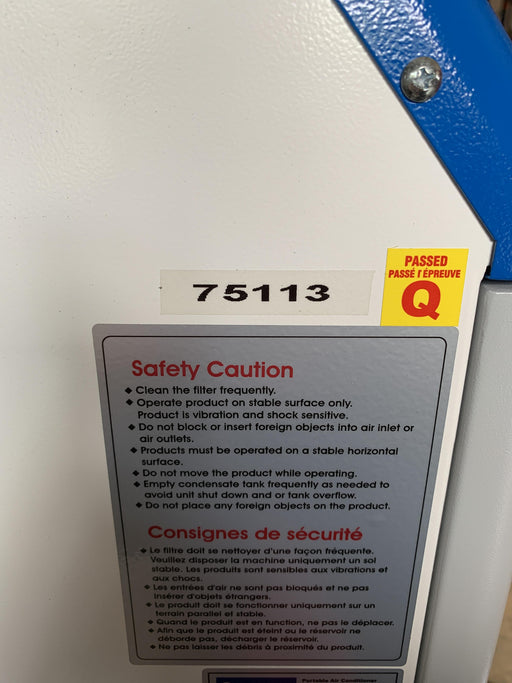 PASSED
PASSÉ l'ÉPREUVE
Q
75113
Safety Caution
◆ Clean the filter frequently.
◆ Operate product on stable surface only.
Product is vibration and shock sensitive.
◆ Do not block or insert foreign objects into air inlet or
air outlets.
◆ Products must be operated on a stable horizontal
surface.
◆ Do not move the product while operating.
◆ Empty condensate tank frequently as needed to
avoid unit shut down and or tank overflow.
◆ Do not place any foreign objects on the product.
Consignes de sécurité
◆ Le filtre doit se nettoyer d'une façon fréquente.
Veuillez disposer la machine uniquement un sol
stable. Les produits sont sensibles aux vibrations et
aux chocs.
◆ Les entrées d'air ne sont pas bloqués et ne pas
insérer d'objets étrangers.
◆ Le produit doit se fonctionner uniquement sur un
terrain parallel et stable.
◆ Quand le produit est en function, ne pas le déplacer.
◆ Afin que le produit est éteint ou le réservoir ne
déborde pas, décharger le réservoir.
◆ Ne pas laisser les débris à proximité du produit.
Portable Air Conditioner